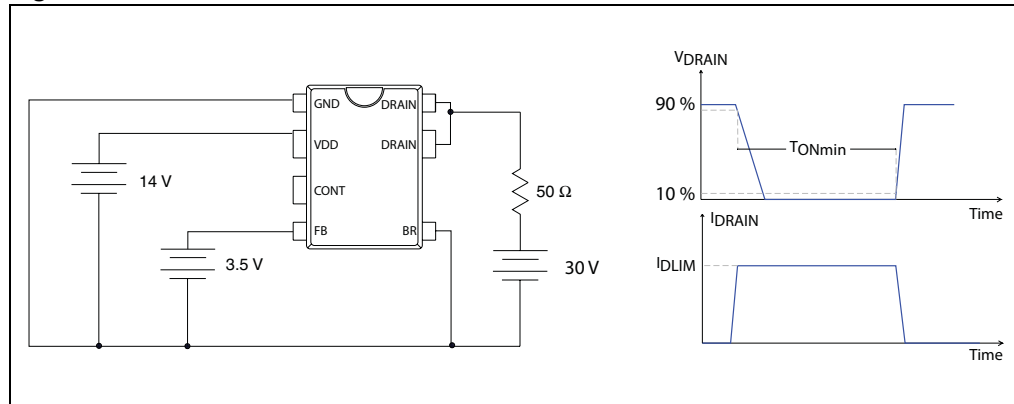 GND
DRAIN
VDD
DRAIN
CONT
FB
BR
14 V
3.5 V
50 Ω
30 V
VDRAIN
90 %
TONmin
10 %
Time
IDRAIN
IDLIM
Time